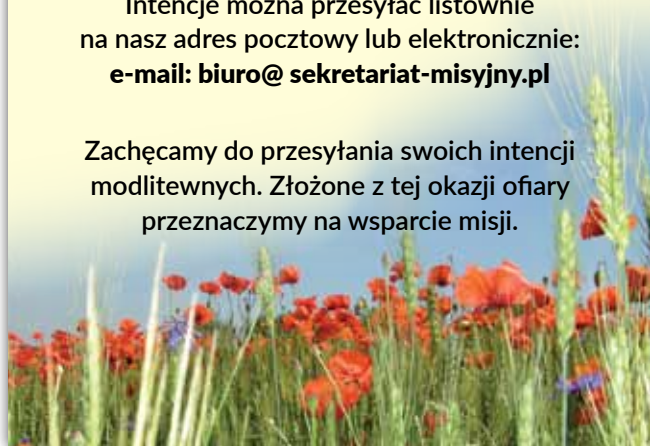 Intencje można przesyłać listownie
na nasz adres pocztowy lub elektronicznie:
e-mail: biuro@ sekretariat-misyjny.pl
Zachęcamy do przesyłania swoich intencji
modlitewnych. Złożone z tej okazji ofiary
przeznaczymy na wsparcie misji.